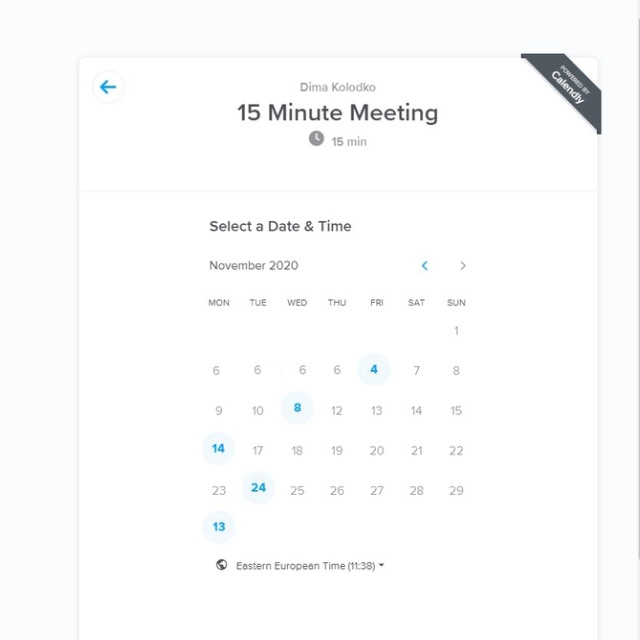 Dima Kolodko
15 Minute Meeting
15 min
POWERED BY
Calendly
Select a Date & Time
November 2020
MON TUE WED THU FRI SAT SUN
1
6 6 6 6 4 7 8
9 10 8 12 13 14 15
14 17 18 19 20 21 22
23 24 25 26 27 28 29
13
Eastern European Time (11:38)